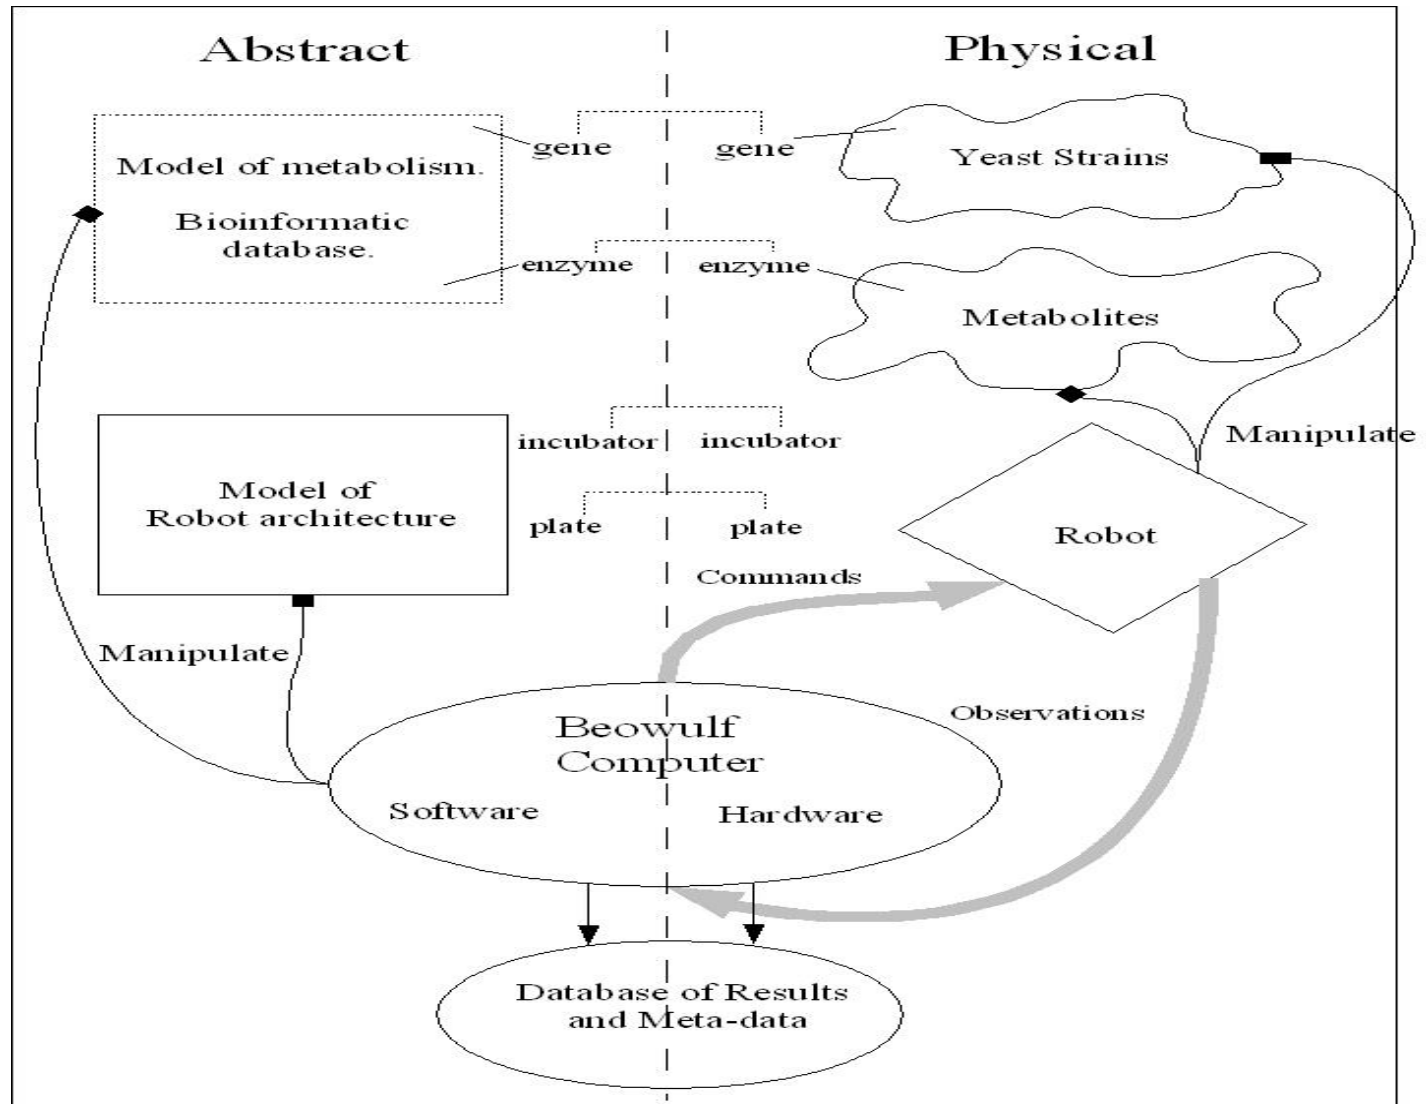 Abstract
Physical
gene
gene
Yeast Strains
Model of metabolism.
Bioinformatic
database.
enzyme
enzyme
Metabolites
incubator
incubator
Manipulate
Model of
Robot architecture
plate
plate
Robot
Commands
Manipulate
Observations
Beowulf
Computer
Software
Hardware
Database of Results
and Meta-data